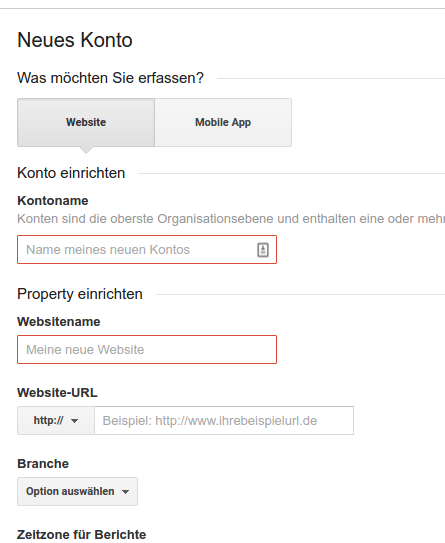 Neues Konto
Was möchten Sie erfassen?
Website
Mobile App
Konto einrichten
Kontoname
Konten sind die oberste Organisationsebene und enthalten eine oder mehr
Name meines neuen Kontos
Property einrichten
Websitename
Meine neue Website
Website-URL
http://
Beispiel: http://www.ihrebeispielurl.de
Branche
Option auswählen
Zeitzone für Berichte